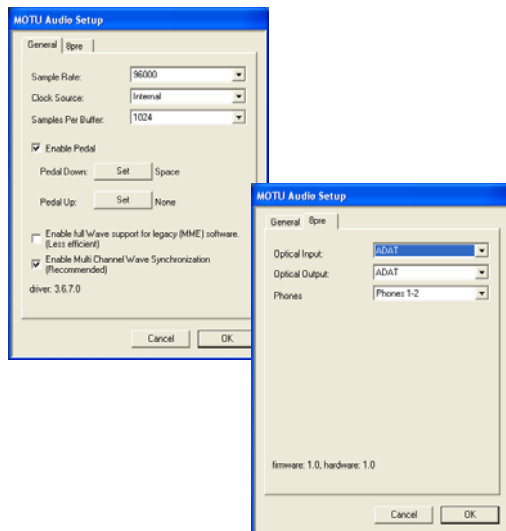 MOTU Audio Setup
General 8pre
Sample Rate: 96000
Clock Source: Internal
Samples Per Buffer: 1024
Enable Pedal
Pedal Down: Set Space
Pedal Up: Set None
Enable full Wave support for legacy (MME) software.
(Less efficient)
Enable Multi Channel Wave Synchronization
(Recommended)
driver: 3.6.7.0
Cancel OK
MOTU Audio Setup
General 8pre
Optical Input: ADAT
Optical Output: ADAT
Phones Phones 1-2
firmware: 1.0, hardware: 1.0
Cancel OK